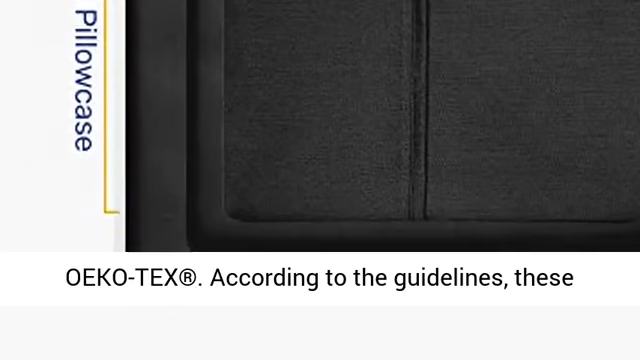 Pillowcase
OEKO-TEX®. According to the guidelines, these